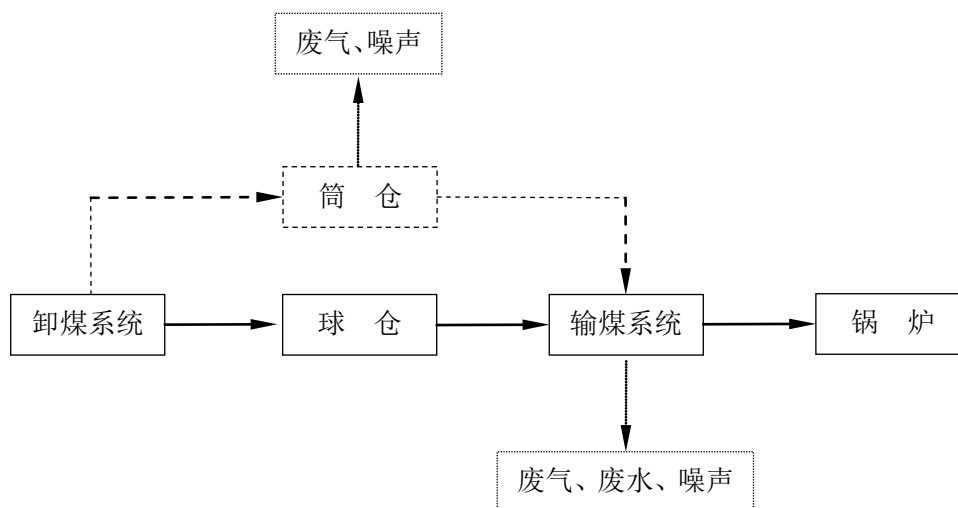 废气、噪声
筒　仓
卸煤系统
球　仓
输煤系统
锅　炉
废气、废水、噪声